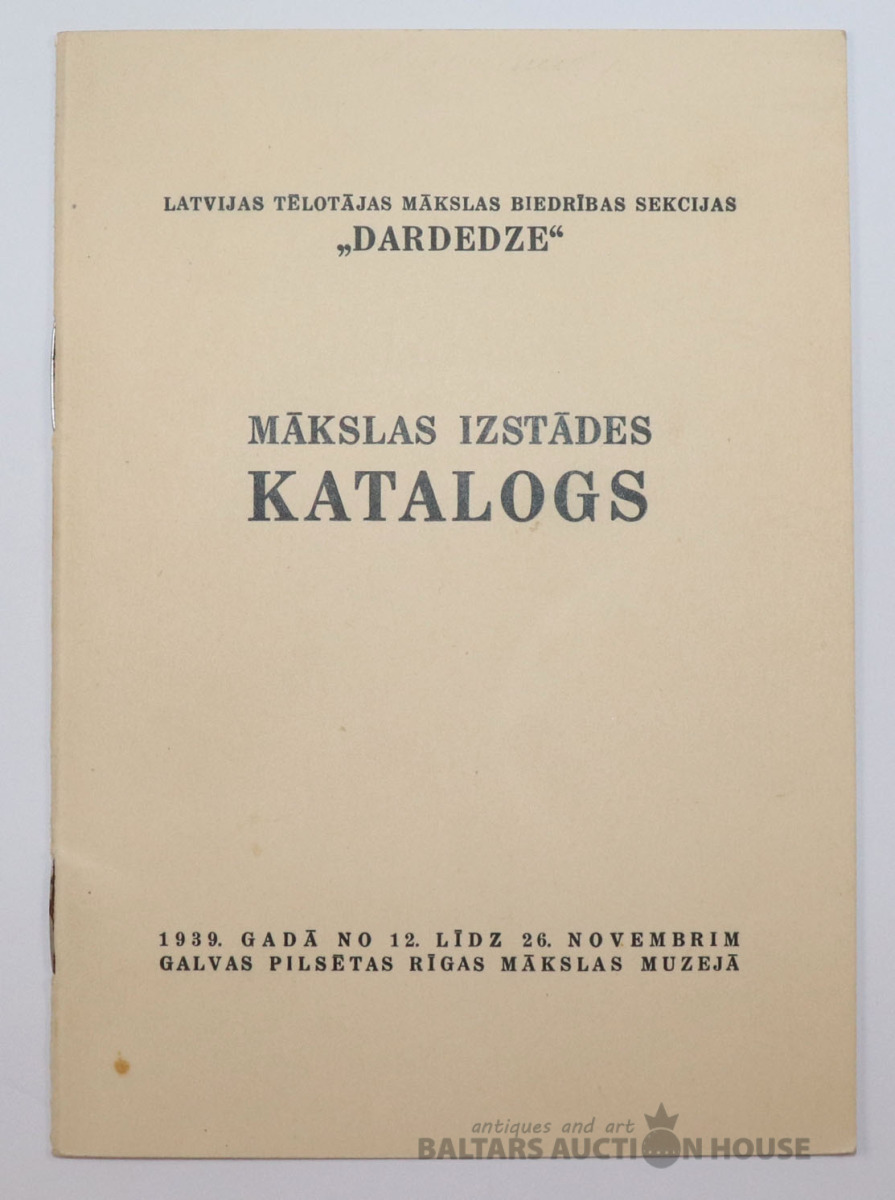 LATVIJAS TĒLOTĀJAS MĀKSLAS BIEDRĪBAS SEKCIJAS
„DARDEDZE“
MĀKSLAS IZSTĀDES
KATALOGS
1939. GADĀ NO 12. LĪDZ 26. NOVEMBRIM
GALVAS PILSĒTAS RĪGAS MĀKSLAS MUZEJĀ
antiques and art
BALTARS AUCTION HOUSE